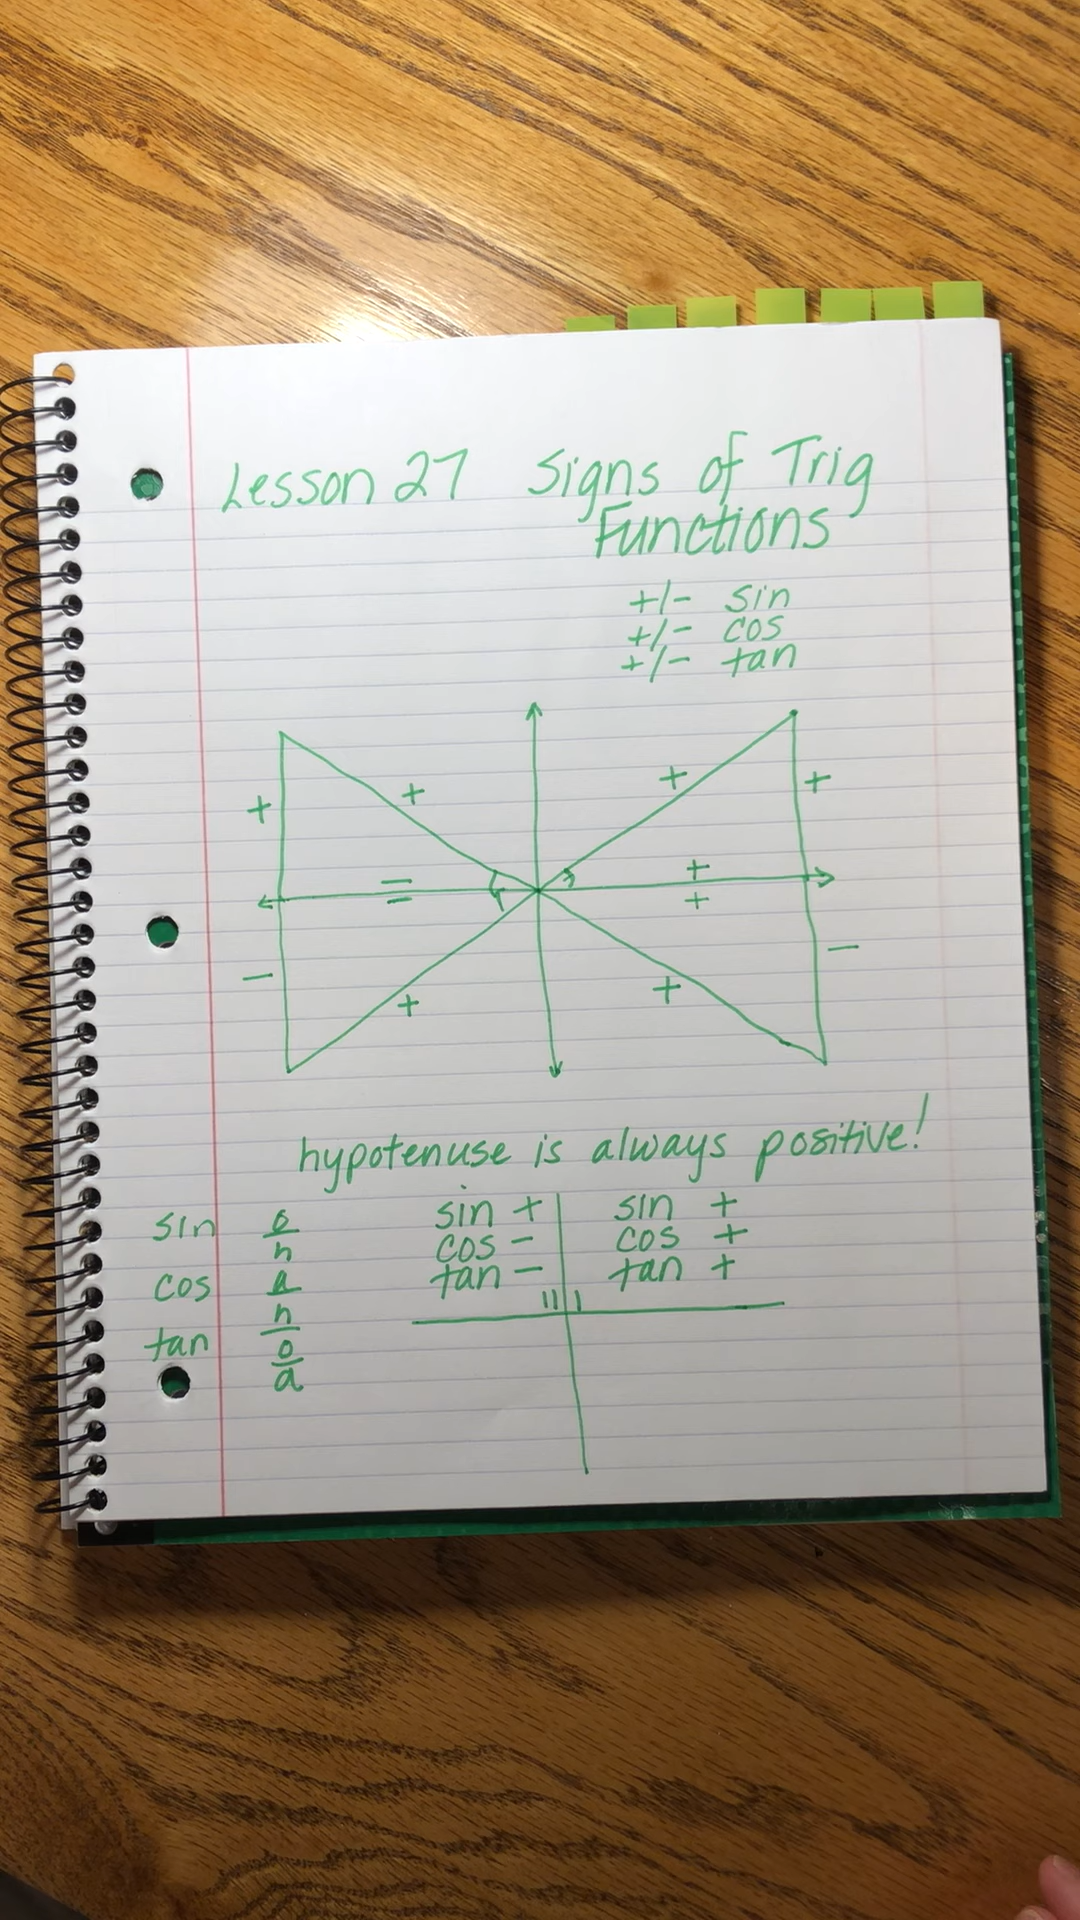 Lesson 27 Signs of Trig
Functions
+/- sin
+/- cos
+/- tan
+ + + +
− +
− +
− + + −
hypotenuse is always positive!
sin o/h sin + sin +
cos a/h cos − cos +
tan o/a tan − tan +
II I